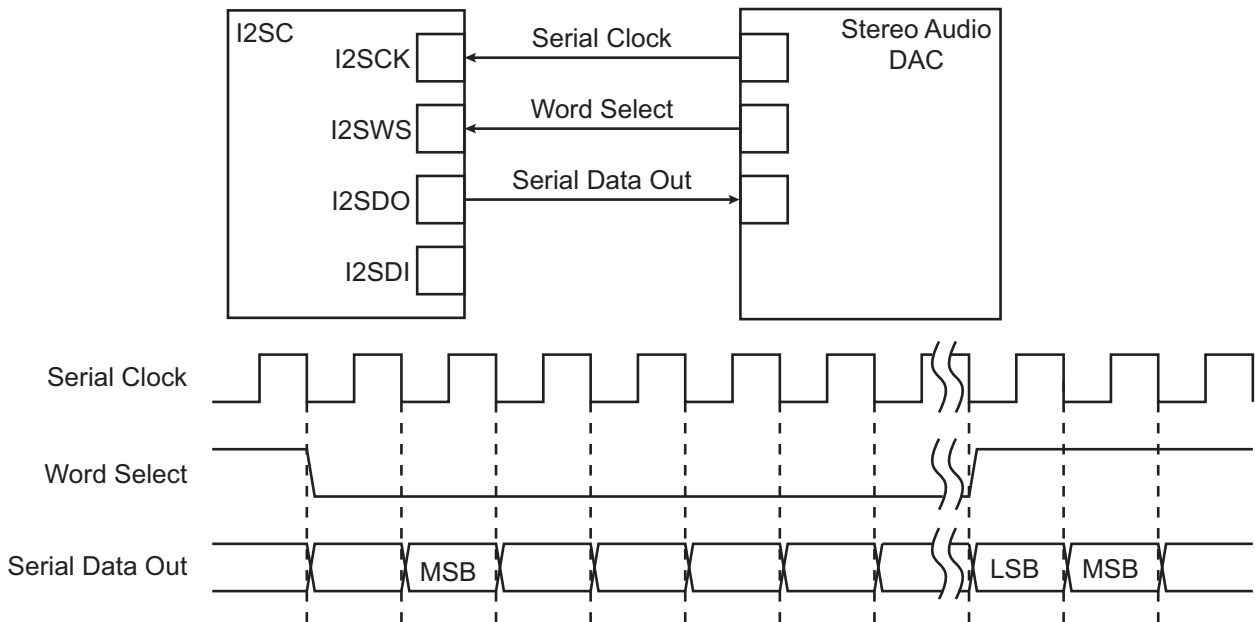 I2SC
Stereo Audio
DAC
I2SCK
Serial Clock
I2SWS
Word Select
I2SDO
Serial Data Out
I2SDI
Serial Clock
Word Select
Serial Data Out
MSB
LSB
MSB